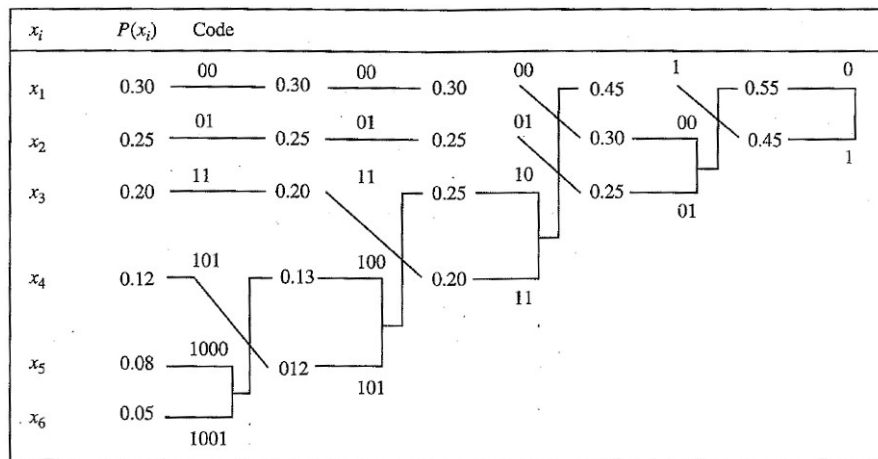 xᵢ P(xᵢ) Code
00 00 00 1 0
x₁ 0.30 0.30 0.30 0.45 0.55
01 01 01 00
x₂ 0.25 0.25 0.25 0.30 0.45
11 11 10 1
x₃ 0.20 0.20 0.25 0.25
01
101 100
x₄ 0.12 0.13 0.20
11
1000
x₅ 0.08 012
101
x₆ 0.05
1001